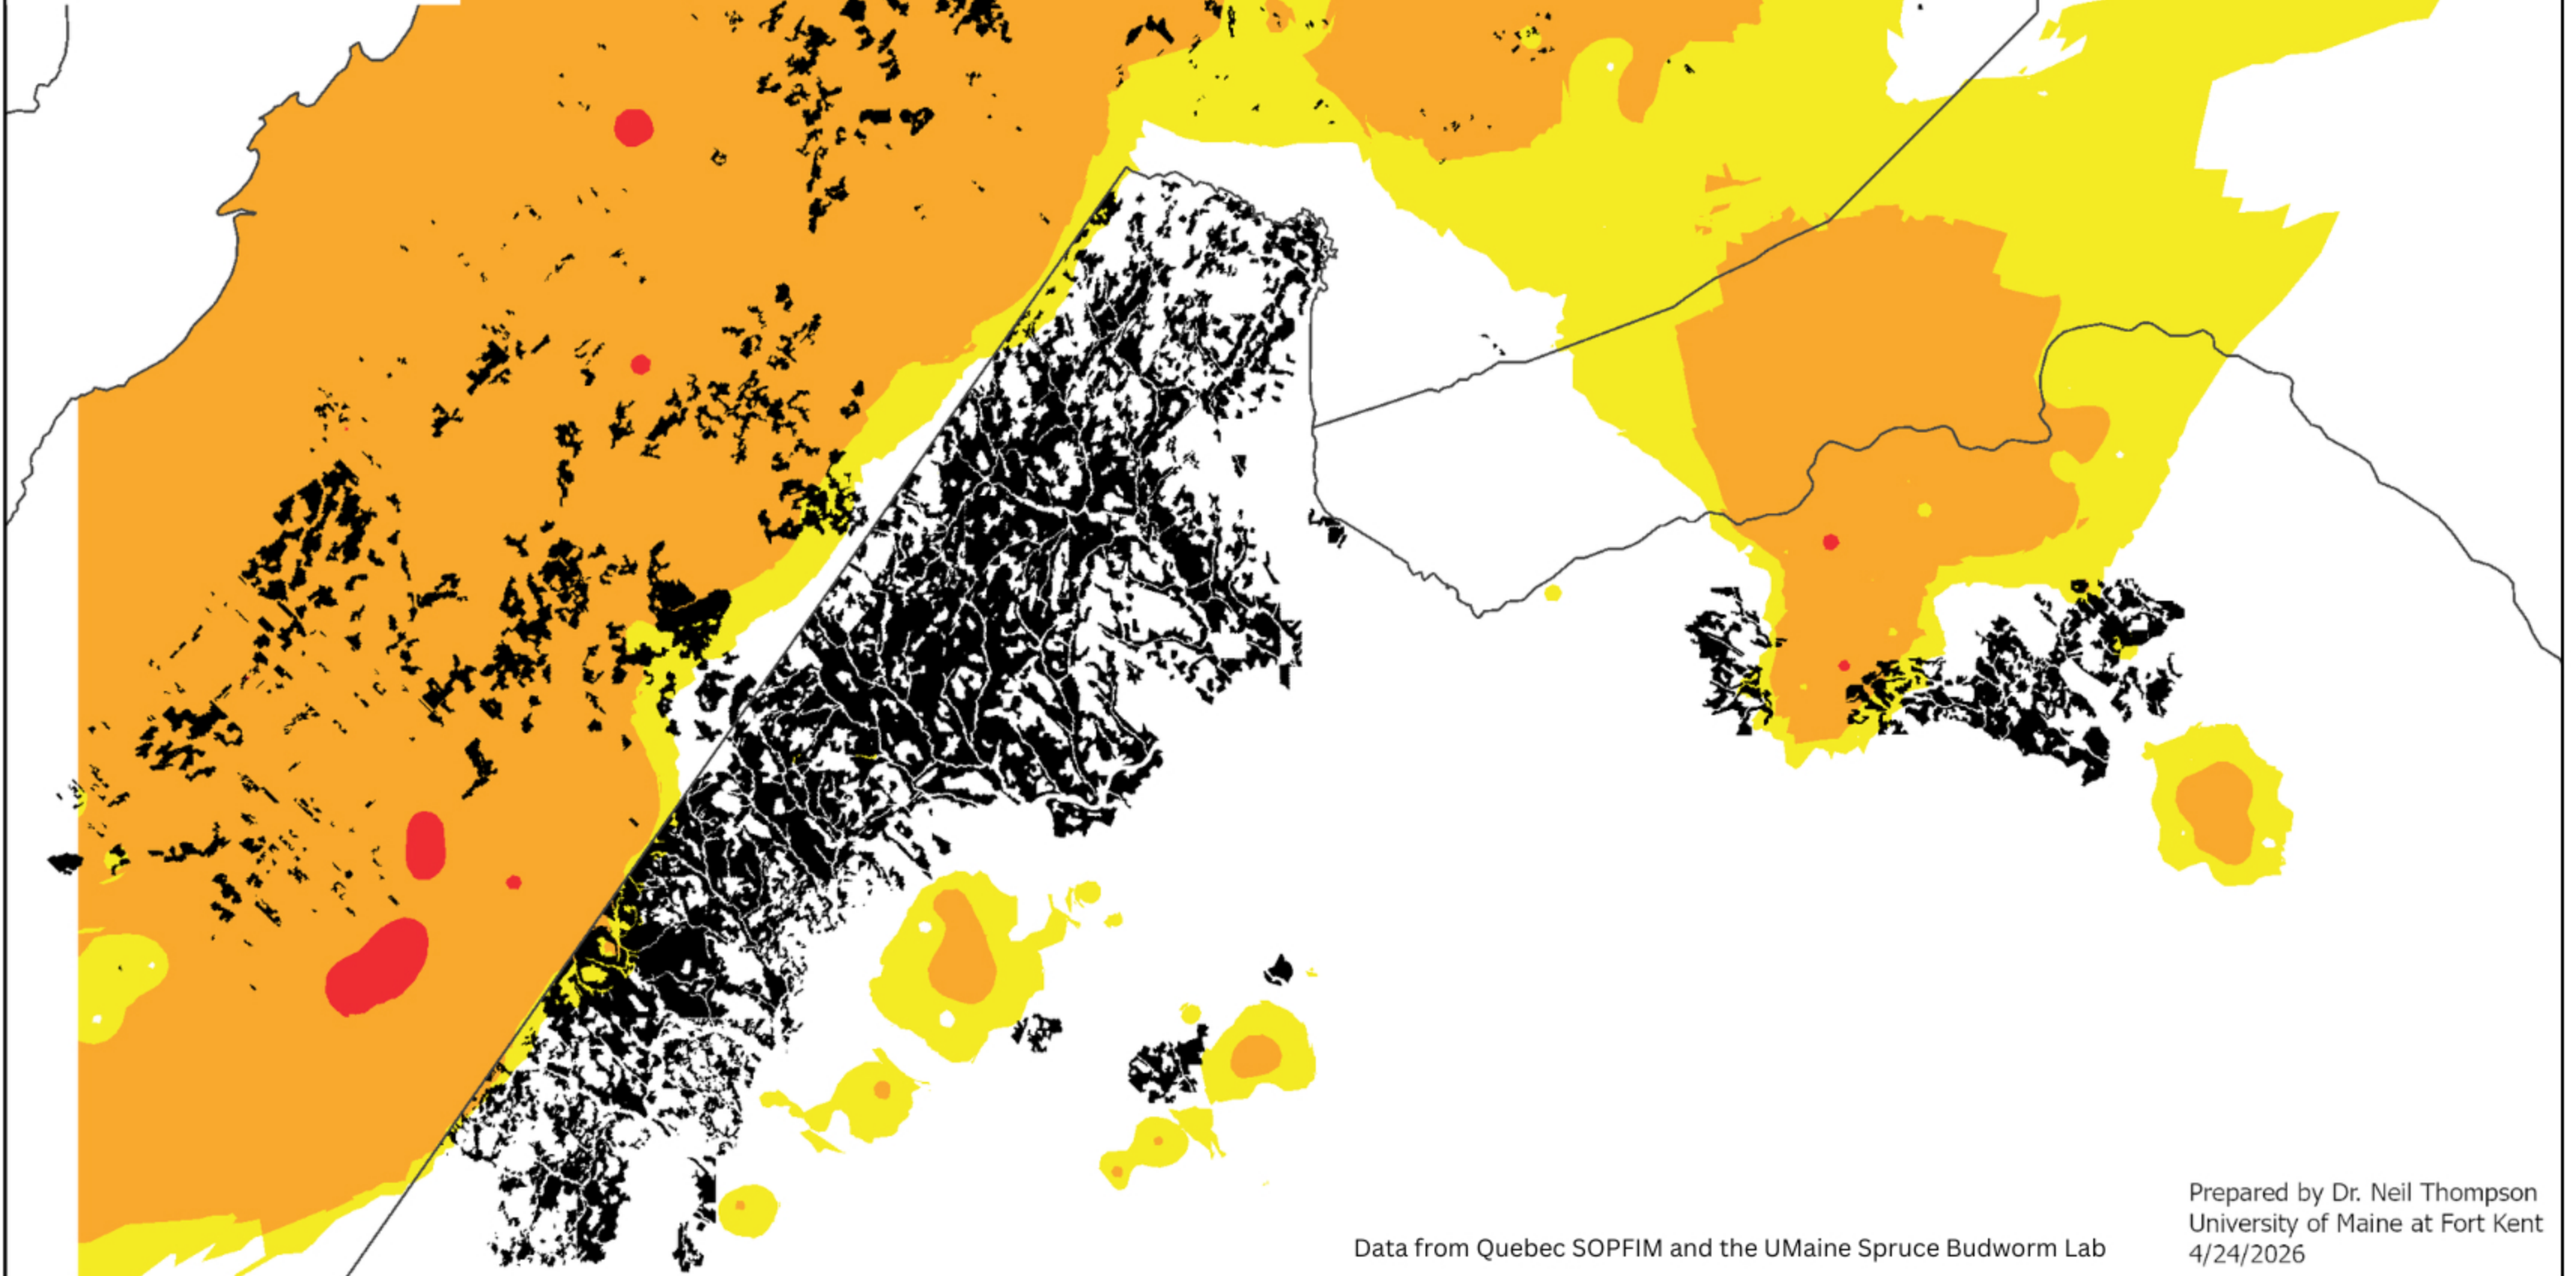 Prepared by Dr. Neil Thompson
University of Maine at Fort Kent
Data from Quebec SOPFIM and the UMaine Spruce Budworm Lab
4/24/2026